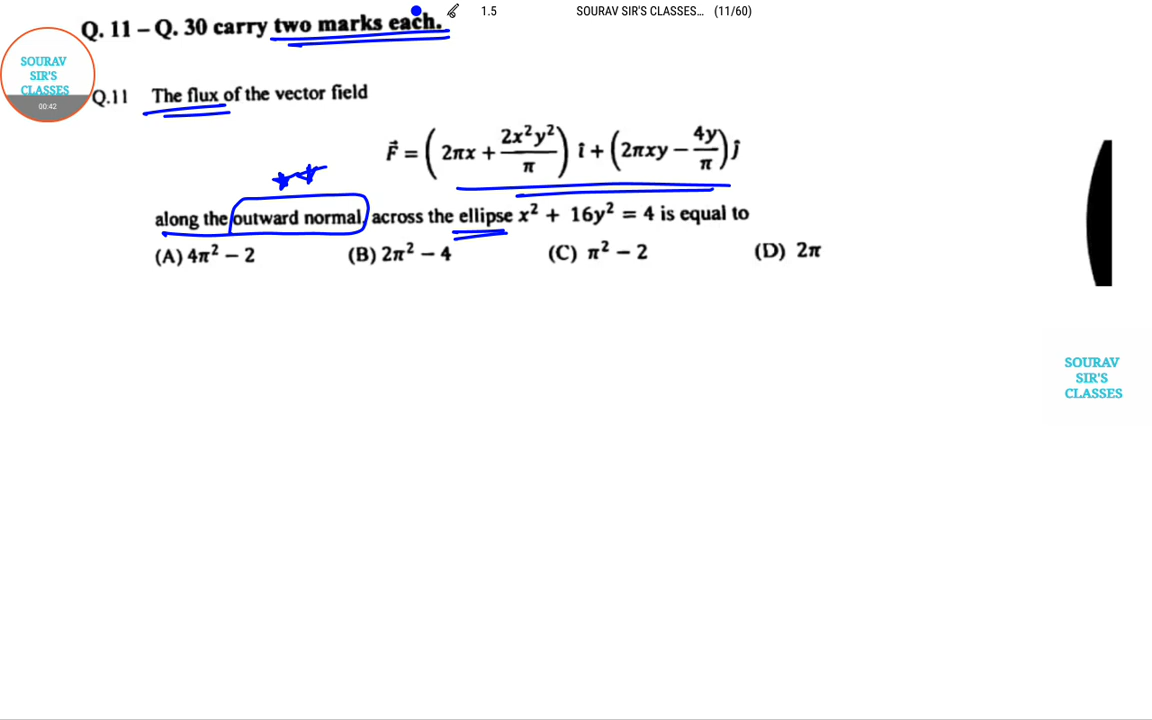 1.5 SOURAV SIR'S CLASSES... (11/60)
Q. 11 – Q. 30 carry two marks each.
SOURAV
SIR'S
CLASSES
00:42
Q.11 The flux of the vector field
F⃗ = ( 2πx + 2x²y²/π ) î + ( 2πxy − 4y/π ) ĵ
along the outward normal, across the ellipse x² + 16y² = 4 is equal to
(A) 4π² − 2 (B) 2π² − 4 (C) π² − 2 (D) 2π
SOURAV
SIR'S
CLASSES